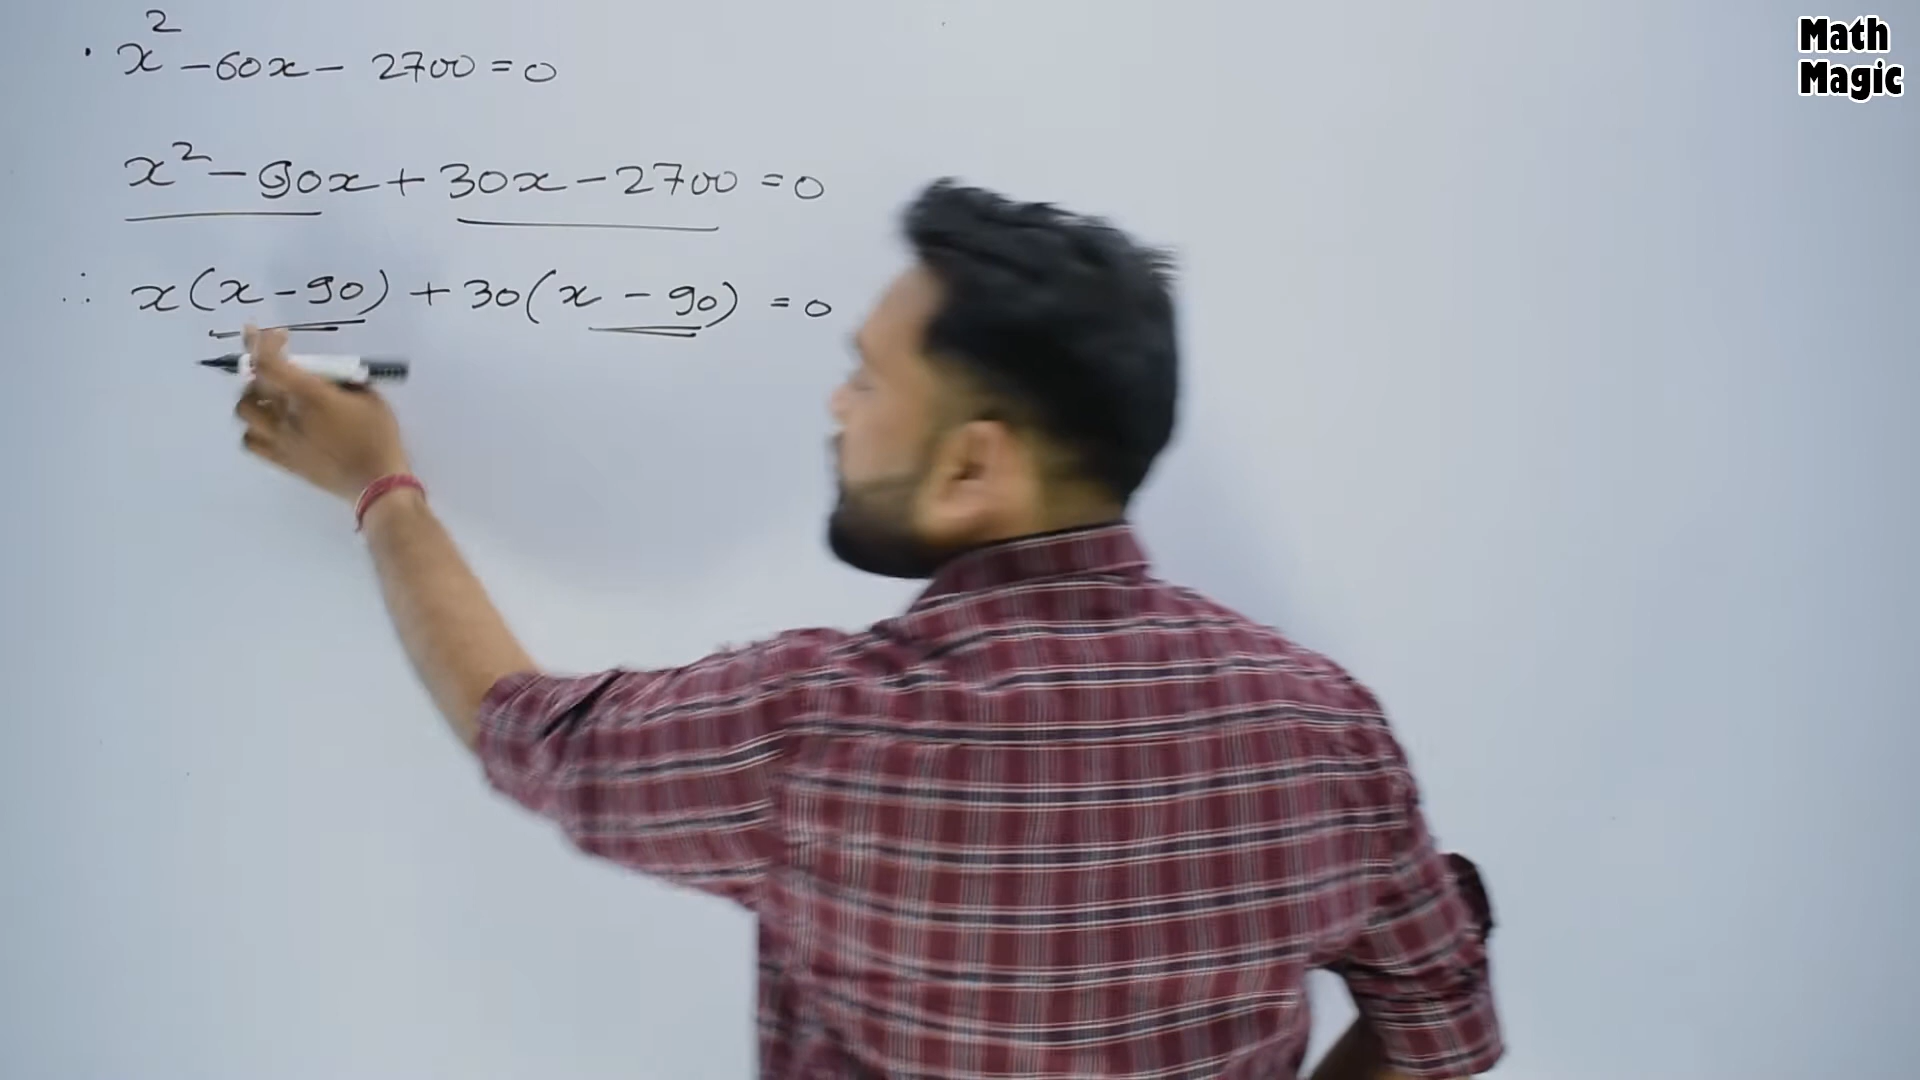 x² - 60x - 2700 = 0
x² - 90x + 30x - 2700 = 0
∴ x(x - 90) + 30(x - 90) = 0
Math
Magic